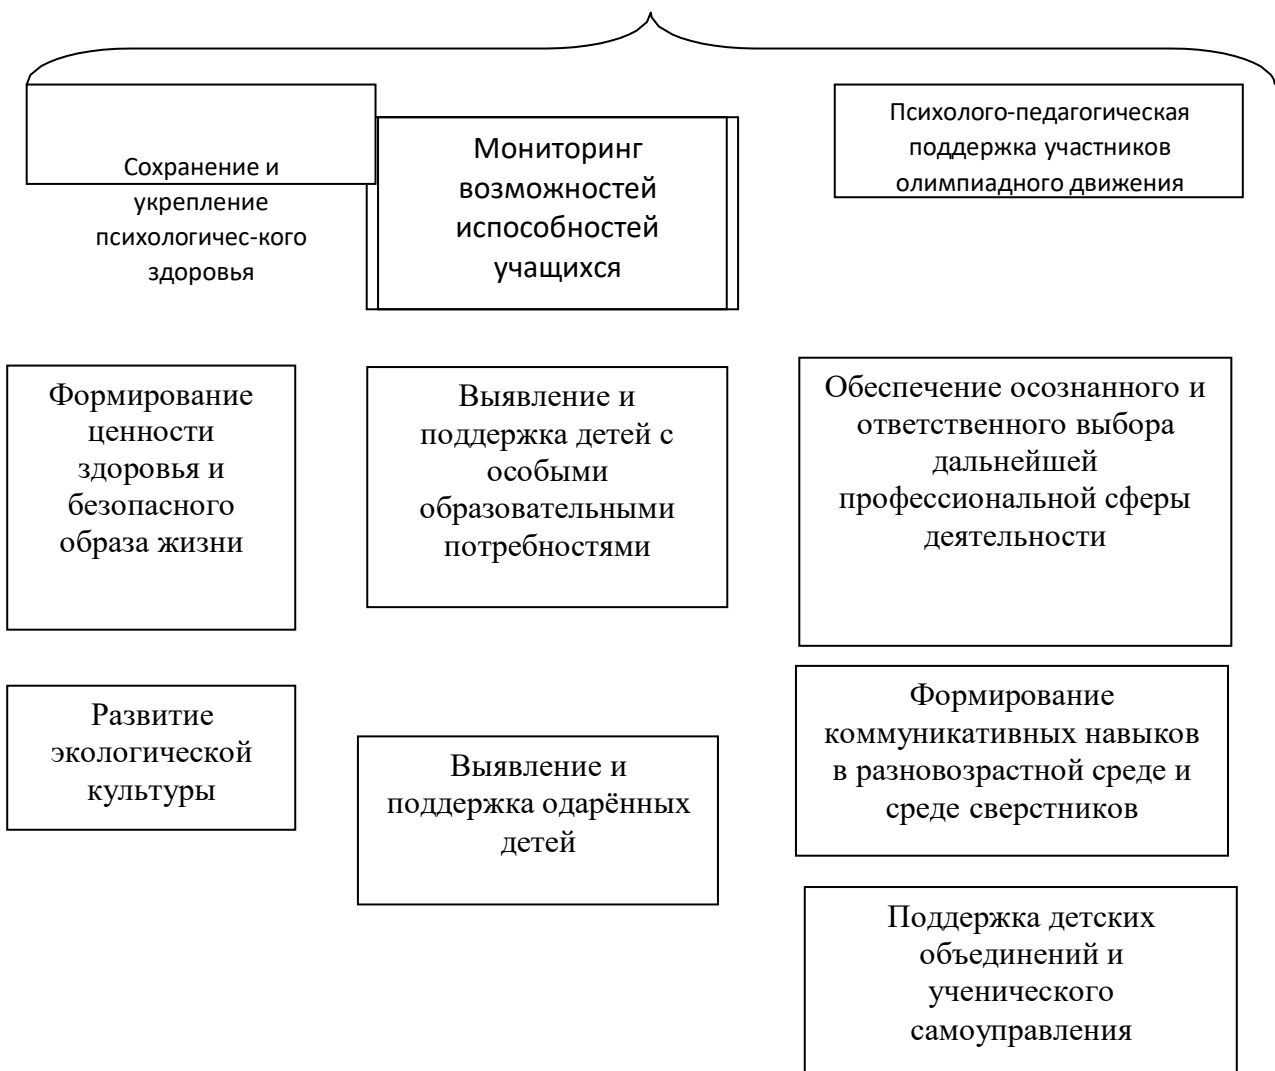 Сохранение и
укрепление
психологичес-кого
здоровья
Мониторинг
возможностей
испособностей
учащихся
Психолого-педагогическая
поддержка участников
олимпиадного движения
Формирование
ценности
здоровья и
безопасного
образа жизни
Выявление и
поддержка детей с
особыми
образовательными
потребностями
Обеспечение осознанного и
ответственного выбора
дальнейшей
профессиональной сферы
деятельности
Развитие
экологической
культуры
Выявление и
поддержка одарённых
детей
Формирование
коммуникативных навыков
в разновозрастной среде и
среде сверстников
Поддержка детских
объединений и
ученического
самоуправления